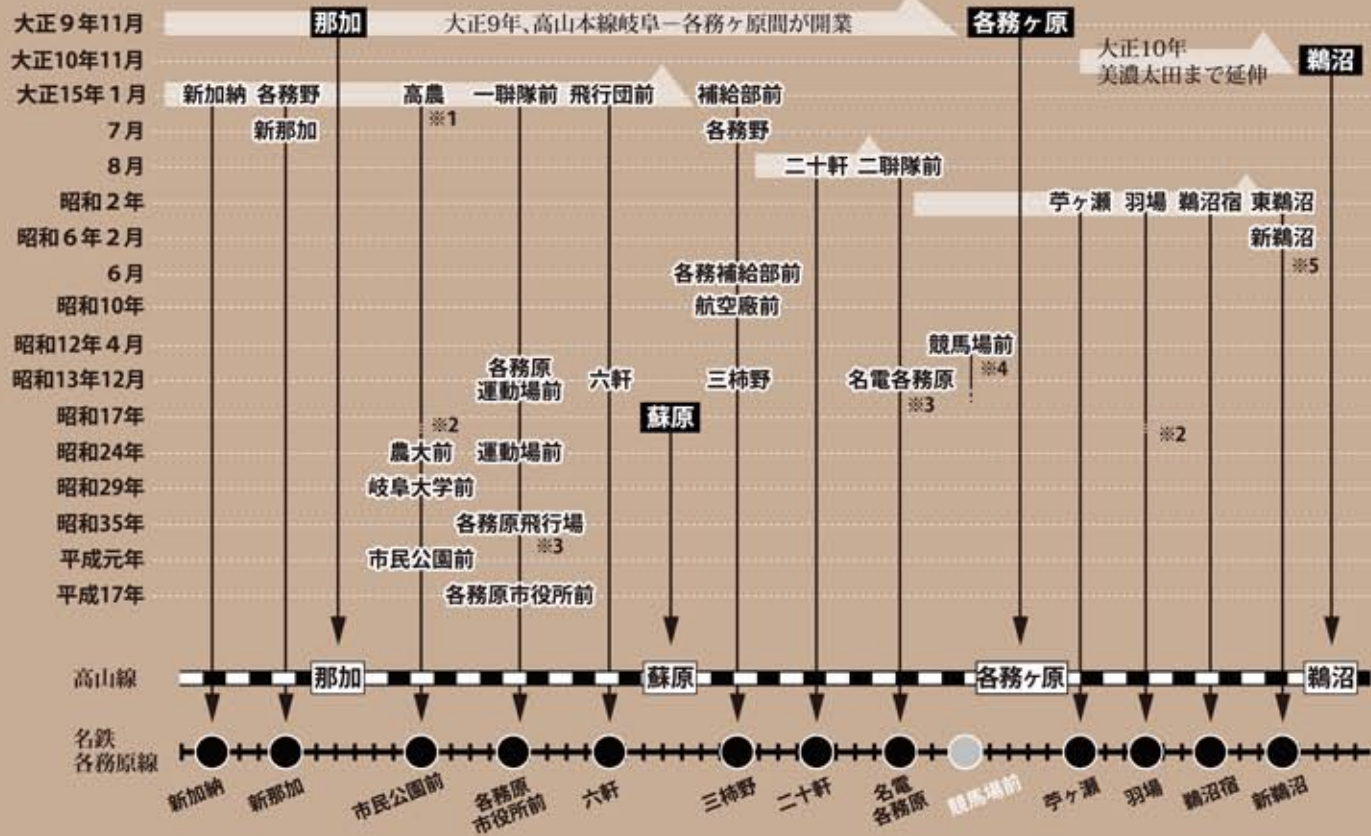 大正9年11月 那加 大正9年、高山本線岐阜－各務ヶ原間が開業 各務ヶ原
大正10年11月 大正10年 鵜沼
美濃太田まで延伸
大正15年1月 新加納 各務野 高農 一聯隊前 飛行団前 補給部前
※1
7月 新那加 各務野
8月 二十軒 二聯隊前
昭和2年 苧ヶ瀬 羽場 鵜沼宿 東鵜沼
昭和6年2月 新鵜沼
※5
6月 各務補給部前
昭和10年 航空廠前
昭和12年4月 競馬場前
※4
昭和13年12月 各務原 六軒 三柿野 名電各務原
運動場前
※3
昭和17年 蘇原
※2 ※2
昭和24年 農大前 運動場前
昭和29年 岐阜大学前
昭和35年 各務原飛行場
※3
平成元年 市民公園前
平成17年 各務原市役所前
高山線 那加 蘇原 各務ヶ原 鵜沼
名鉄
各務原線
新加納 新那加 市民公園前 各務原 六軒 三柿野 二十軒 名電 競馬場前 苧ヶ瀬 羽場 鵜沼宿 新鵜沼
市役所前 各務原